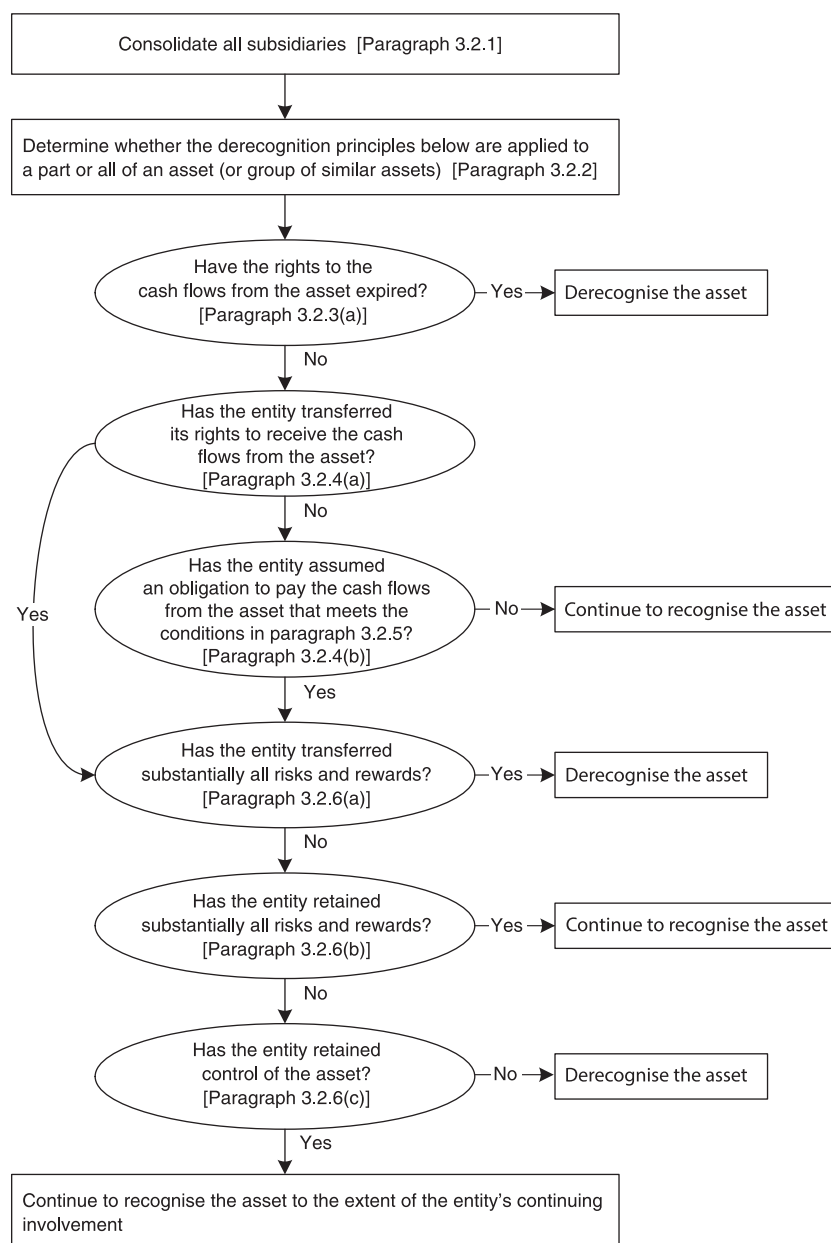 Consolidate all subsidiaries [Paragraph 3.2.1]
Determine whether the derecognition principles below are applied to
a part or all of an asset (or group of similar assets) [Paragraph 3.2.2]
Have the rights to the
cash flows from the asset expired?
[Paragraph 3.2.3(a)]
Yes
Derecognise the asset
No
Has the entity transferred
its rights to receive the cash
flows from the asset?
[Paragraph 3.2.4(a)]
No
Yes
Has the entity assumed
an obligation to pay the cash flows
from the asset that meets the
conditions in paragraph 3.2.5?
[Paragraph 3.2.4(b)]
No
Continue to recognise the asset
Yes
Has the entity transferred
substantially all risks and rewards?
[Paragraph 3.2.6(a)]
Yes
Derecognise the asset
No
Has the entity retained
substantially all risks and rewards?
[Paragraph 3.2.6(b)]
Yes
Continue to recognise the asset
No
Has the entity retained
control of the asset?
[Paragraph 3.2.6(c)]
No
Derecognise the asset
Yes
Continue to recognise the asset to the extent of the entity's continuing
involvement